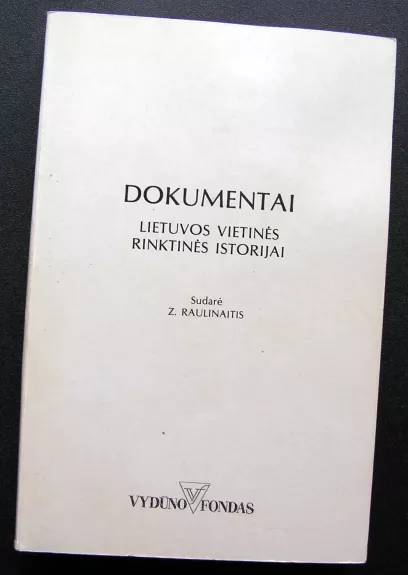 DOKUMENTAI
LIETUVOS VIETINĖS
RINKTINĖS ISTORIJAI
Sudarė
Z. RAULINAITIS
VYDŪNO FONDAS